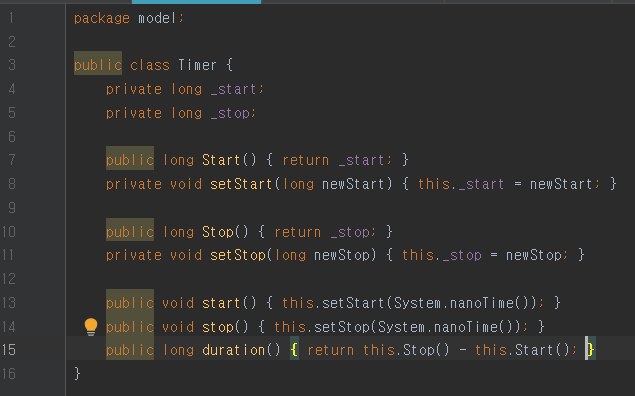 1 package model;
2
3 public class Timer {
4 private long _start;
5 private long _stop;
6
7 public long Start() { return _start; }
8 private void setStart(long newStart) { this._start = newStart; }
9
10 public long Stop() { return _stop; }
11 private void setStop(long newStop) { this._stop = newStop; }
12
13 public void start() { this.setStart(System.nanoTime()); }
14 public void stop() { this.setStop(System.nanoTime()); }
15 public long duration() { return this.Stop() - this.Start(); }
16 }